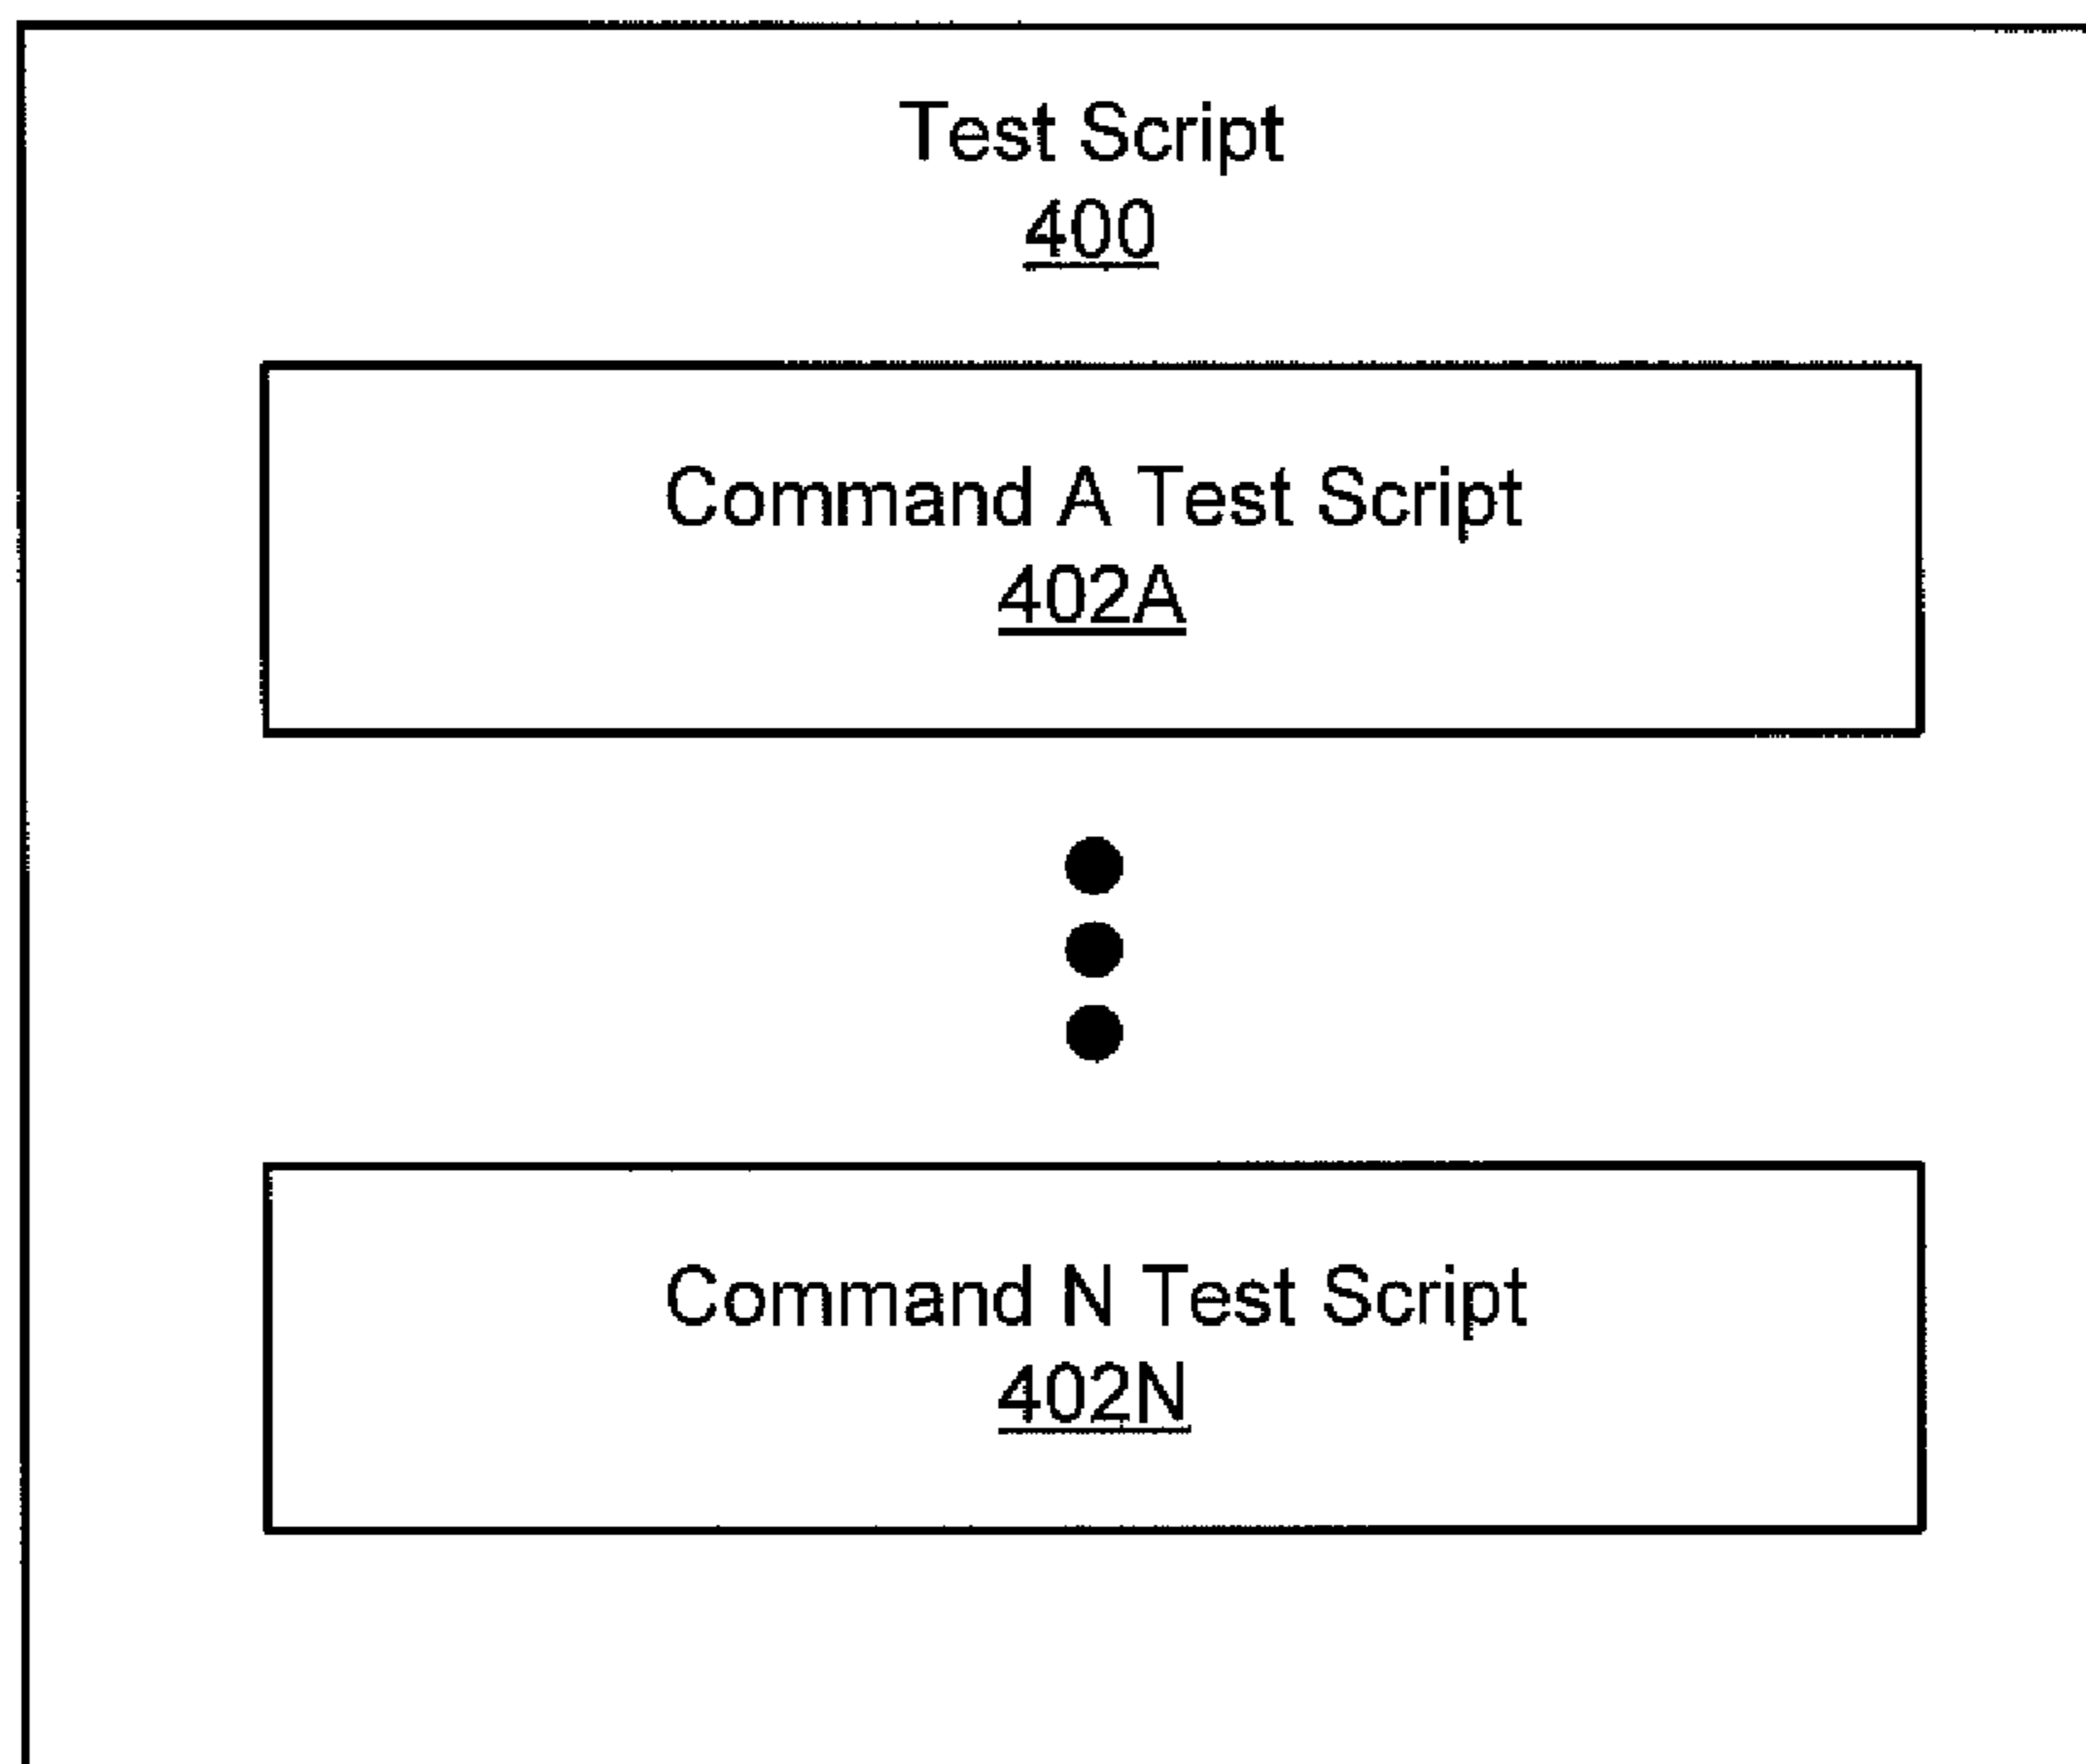 Test Script
400
Command A Test Script
402A
Command N Test Script
402N